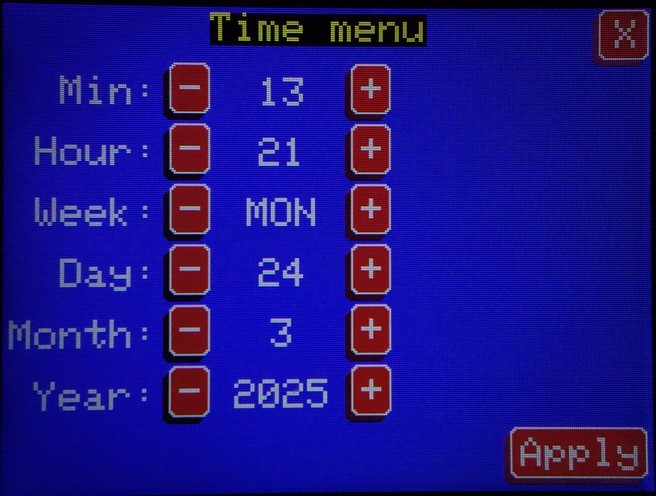 Time menu
X
Min: - 13 +
Hour: - 21 +
Week: - MON +
Day: - 24 +
Month: - 3 +
Year: - 2025 +
Apply